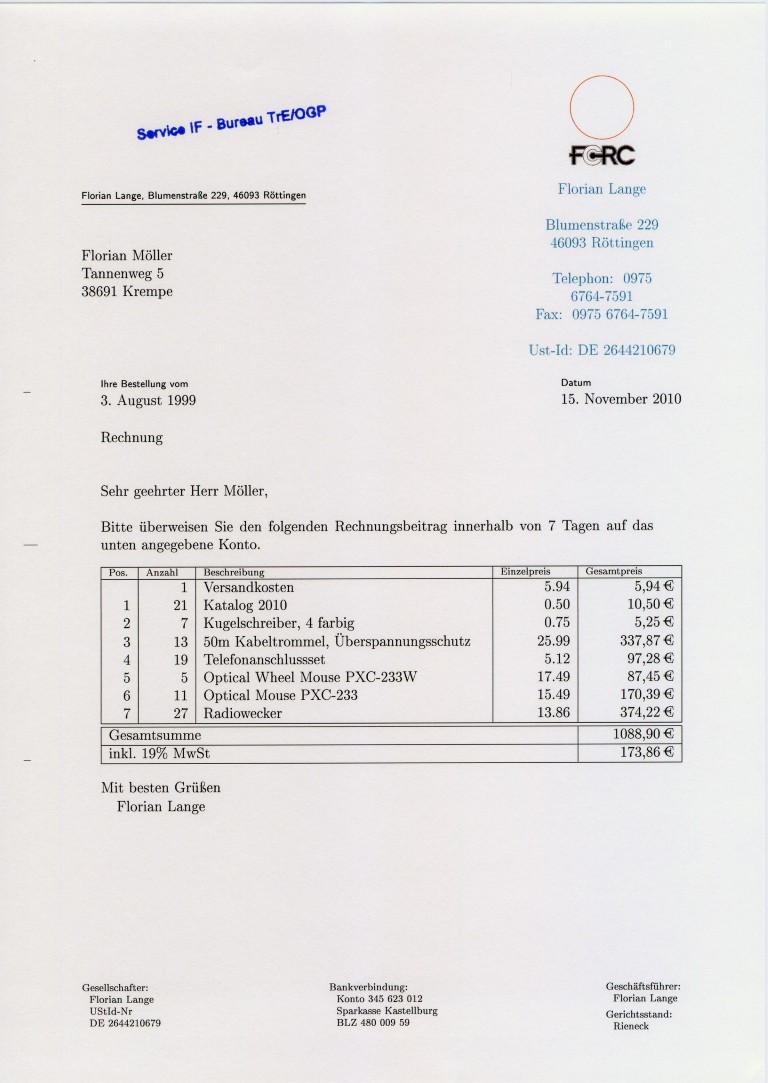 Service IF - Bureau TrE/OGP
FCRC
Florian Lange, Blumenstraße 229, 46093 Röttingen
Florian Lange
Blumenstraße 229
46093 Röttingen
Telephon: 0975
6764-7591
Fax: 0975 6764-7591
Ust-Id: DE 2644210679
Florian Möller
Tannenweg 5
38691 Krempe
Ihre Bestellung vom
3. August 1999
Datum
15. November 2010
Rechnung
Sehr geehrter Herr Möller,
Bitte überweisen Sie den folgenden Rechnungsbeitrag innerhalb von 7 Tagen auf das
unten angegebene Konto.
Pos. Anzahl Beschreibung Einzelpreis Gesamtpreis
1 Versandkosten 5.94 5,94 €
1 21 Katalog 2010 0.50 10,50 €
2 7 Kugelschreiber, 4 farbig 0.75 5,25 €
3 13 50m Kabeltrommel, Überspannungsschutz 25.99 337,87 €
4 19 Telefonanschlussset 5.12 97,28 €
5 5 Optical Wheel Mouse PXC-233W 17.49 87,45 €
6 11 Optical Mouse PXC-233 15.49 170,39 €
7 27 Radiowecker 13.86 374,22 €
Gesamtsumme 1088,90 €
inkl. 19% MwSt 173,86 €
Mit besten Grüßen
Florian Lange
Gesellschafter:
Florian Lange
UStId-Nr
DE 2644210679
Bankverbindung:
Konto 345 623 012
Sparkasse Kastellburg
BLZ 480 009 59
Geschäftsführer:
Florian Lange
Gerichtsstand:
Rieneck